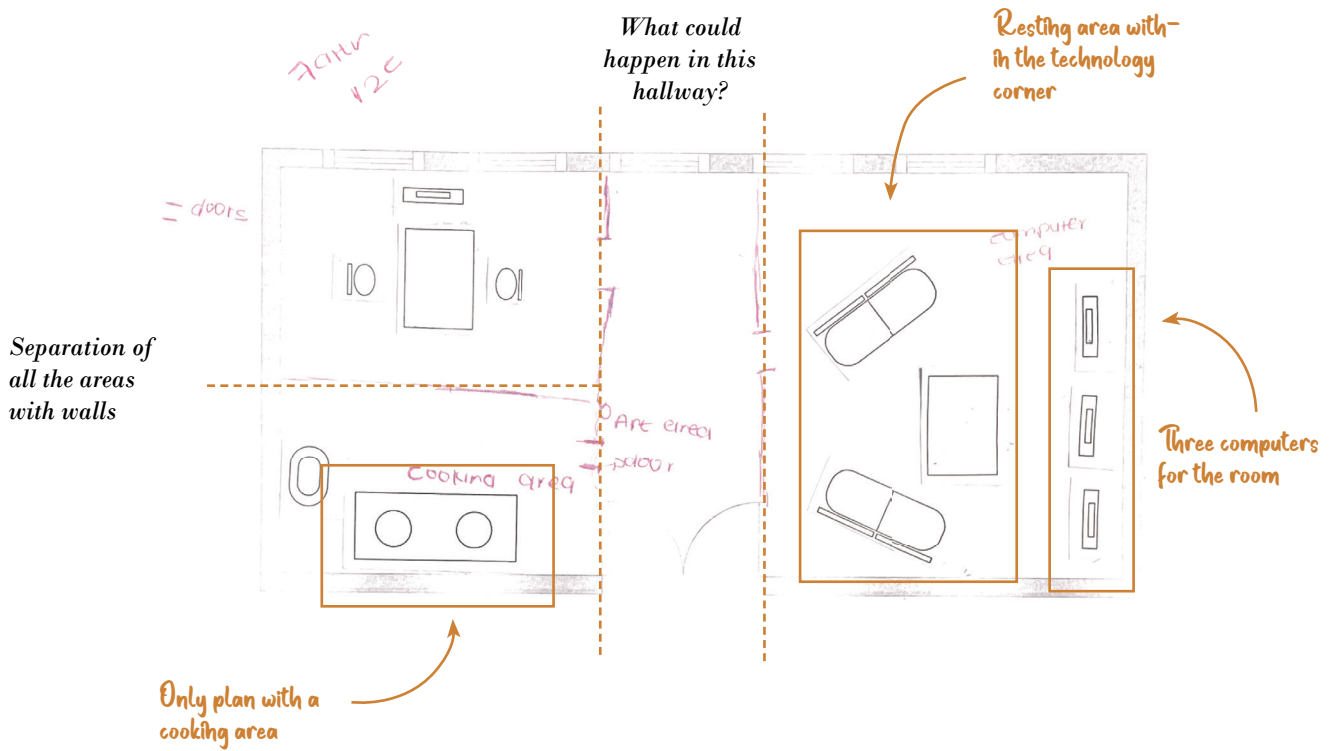 What could
happen in this
hallway?
Resting area with-
in the technology
corner
12C
= doors
computer
area
Separation of
all the areas
with walls
Art area
door
Cooking area
Three computers
for the room
Only plan with a
cooking area